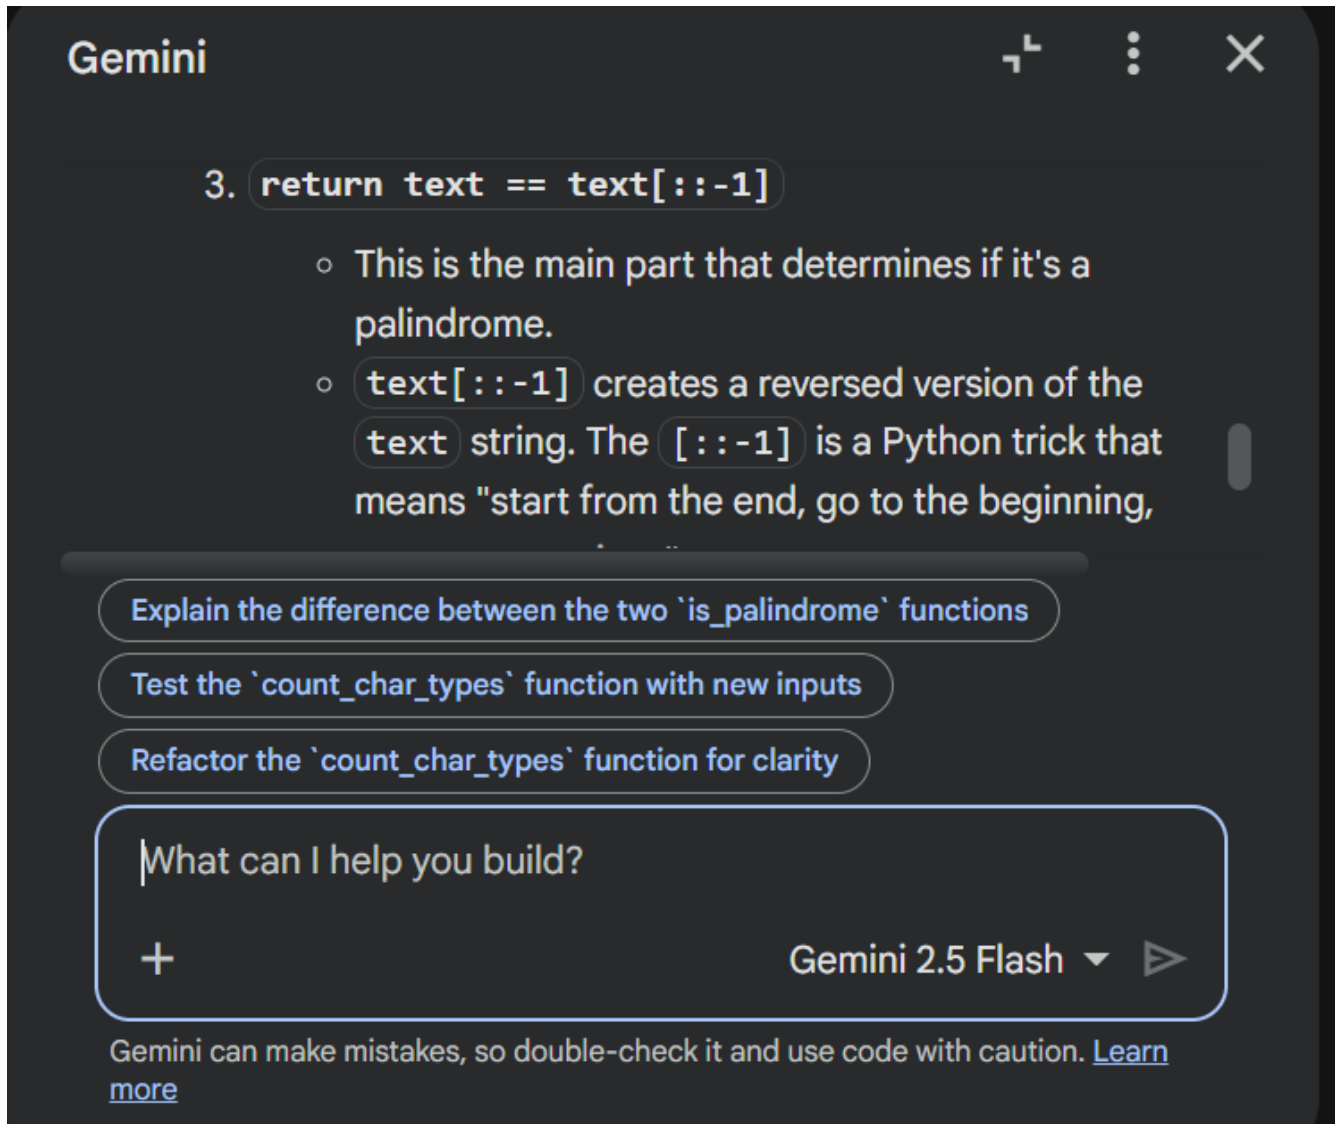 Gemini
3. return text == text[::-1]
This is the main part that determines if it's a
palindrome.
text[::-1] creates a reversed version of the
text string. The [::-1] is a Python trick that
means "start from the end, go to the beginning,
Explain the difference between the two `is_palindrome` functions
Test the `count_char_types` function with new inputs
Refactor the `count_char_types` function for clarity
What can I help you build?
Gemini 2.5 Flash
Gemini can make mistakes, so double-check it and use code with caution. Learn
more